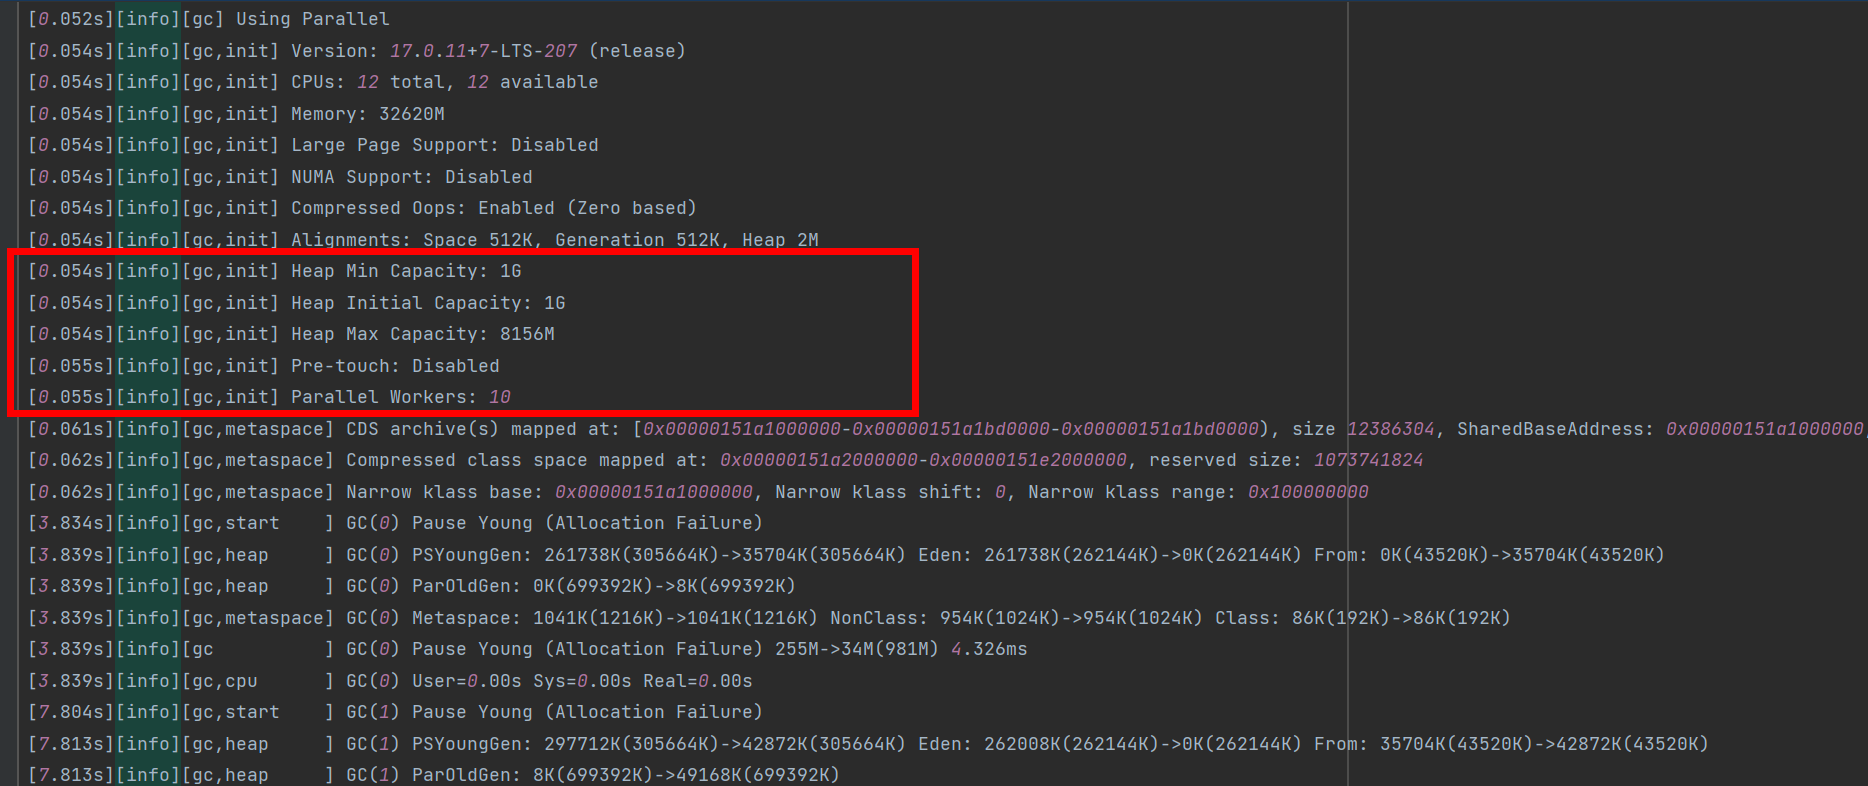 [0.052s][info][gc] Using Parallel
[0.054s][info][gc,init] Version: 17.0.11+7-LTS-207 (release)
[0.054s][info][gc,init] CPUs: 12 total, 12 available
[0.054s][info][gc,init] Memory: 32620M
[0.054s][info][gc,init] Large Page Support: Disabled
[0.054s][info][gc,init] NUMA Support: Disabled
[0.054s][info][gc,init] Compressed Oops: Enabled (Zero based)
[0.054s][info][gc,init] Alignments: Space 512K, Generation 512K, Heap 2M
[0.054s][info][gc,init] Heap Min Capacity: 1G
[0.054s][info][gc,init] Heap Initial Capacity: 1G
[0.054s][info][gc,init] Heap Max Capacity: 8156M
[0.055s][info][gc,init] Pre-touch: Disabled
[0.055s][info][gc,init] Parallel Workers: 10
[0.061s][info][gc,metaspace] CDS archive(s) mapped at: [0x00000151a1000000-0x00000151a1bd0000-0x00000151a1bd0000), size 12386304, SharedBaseAddress: 0x00000151a1000000,
[0.062s][info][gc,metaspace] Compressed class space mapped at: 0x00000151a2000000-0x00000151e2000000, reserved size: 1073741824
[0.062s][info][gc,metaspace] Narrow klass base: 0x00000151a1000000, Narrow klass shift: 0, Narrow klass range: 0x100000000
[3.834s][info][gc,start    ] GC(0) Pause Young (Allocation Failure)
[3.839s][info][gc,heap     ] GC(0) PSYoungGen: 261738K(305664K)->35704K(305664K) Eden: 261738K(262144K)->0K(262144K) From: 0K(43520K)->35704K(43520K)
[3.839s][info][gc,heap     ] GC(0) ParOldGen: 0K(699392K)->8K(699392K)
[3.839s][info][gc,metaspace] GC(0) Metaspace: 1041K(1216K)->1041K(1216K) NonClass: 954K(1024K)->954K(1024K) Class: 86K(192K)->86K(192K)
[3.839s][info][gc          ] GC(0) Pause Young (Allocation Failure) 255M->34M(981M) 4.326ms
[3.839s][info][gc,cpu      ] GC(0) User=0.00s Sys=0.00s Real=0.00s
[7.804s][info][gc,start    ] GC(1) Pause Young (Allocation Failure)
[7.813s][info][gc,heap     ] GC(1) PSYoungGen: 297712K(305664K)->42872K(305664K) Eden: 262008K(262144K)->0K(262144K) From: 35704K(43520K)->42872K(43520K)
[7.813s][info][gc,heap     ] GC(1) ParOldGen: 8K(699392K)->49168K(699392K)